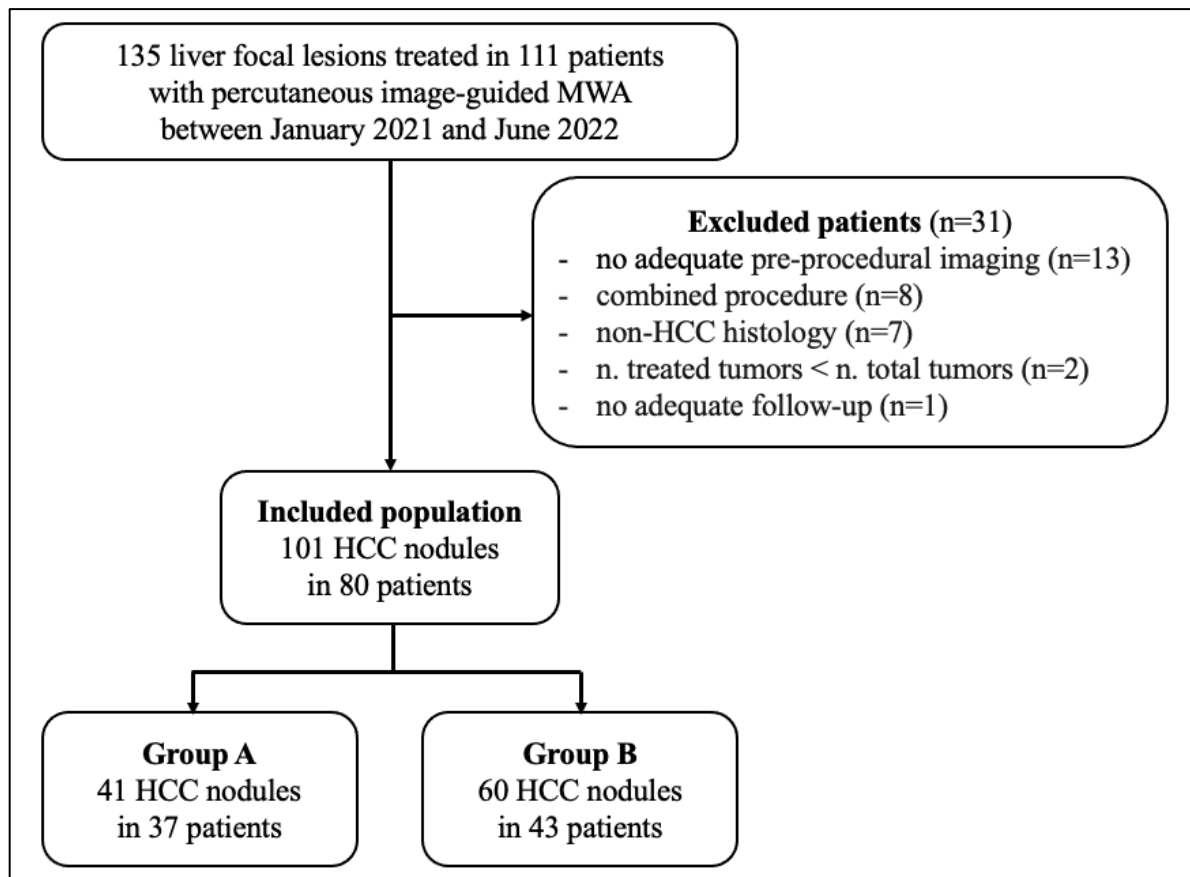 135 liver focal lesions treated in 111 patients
with percutaneous image-guided MWA
between January 2021 and June 2022
Excluded patients (n=31)
- no adequate pre-procedural imaging (n=13)
- combined procedure (n=8)
- non-HCC histology (n=7)
- n. treated tumors < n. total tumors (n=2)
- no adequate follow-up (n=1)
Included population
101 HCC nodules
in 80 patients
Group A
41 HCC nodules
in 37 patients
Group B
60 HCC nodules
in 43 patients